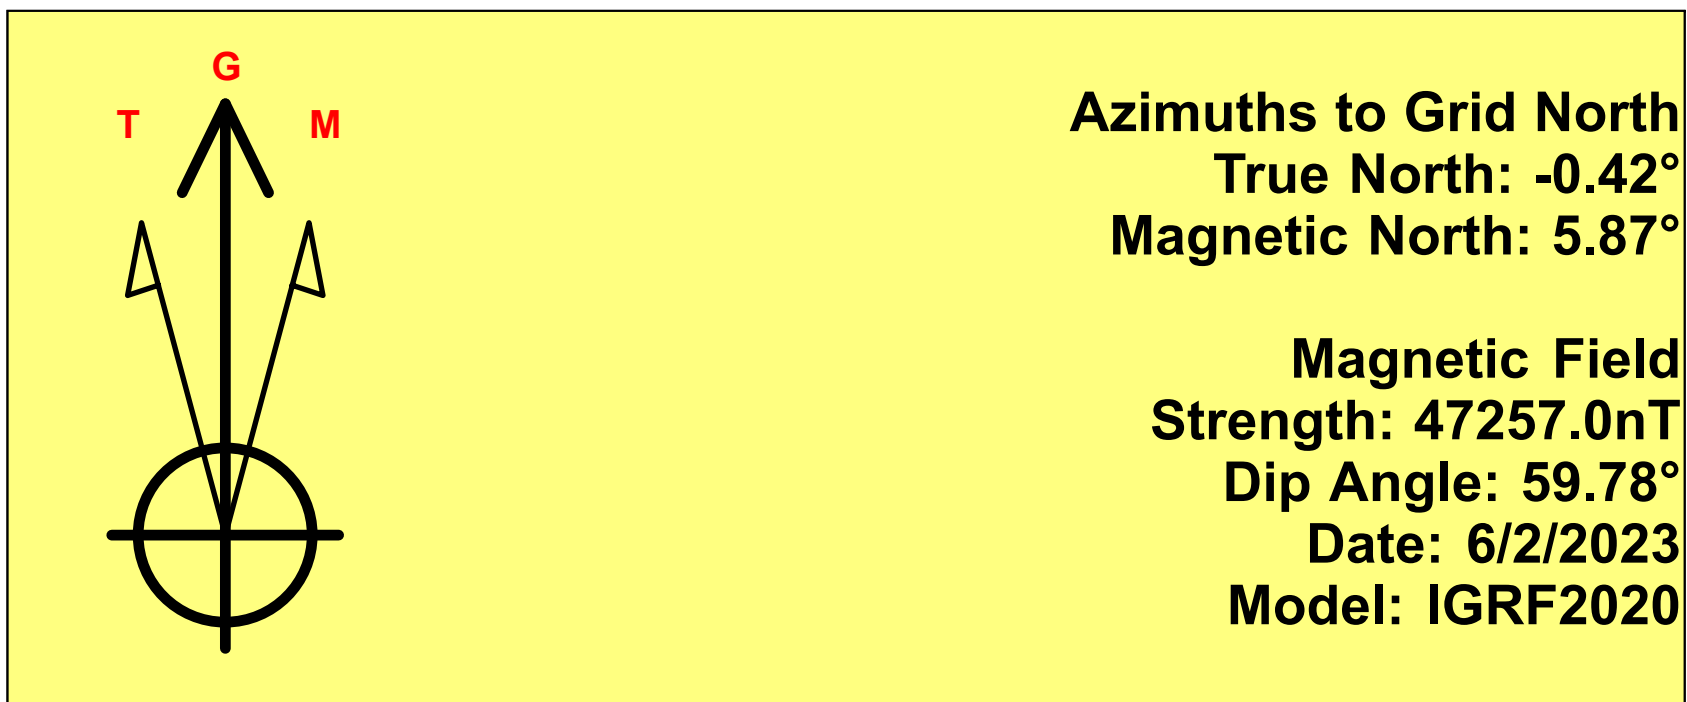 G
T M
Azimuths to Grid North
True North: -0.42°
Magnetic North: 5.87°
Magnetic Field
Strength: 47257.0nT
Dip Angle: 59.78°
Date: 6/2/2023
Model: IGRF2020